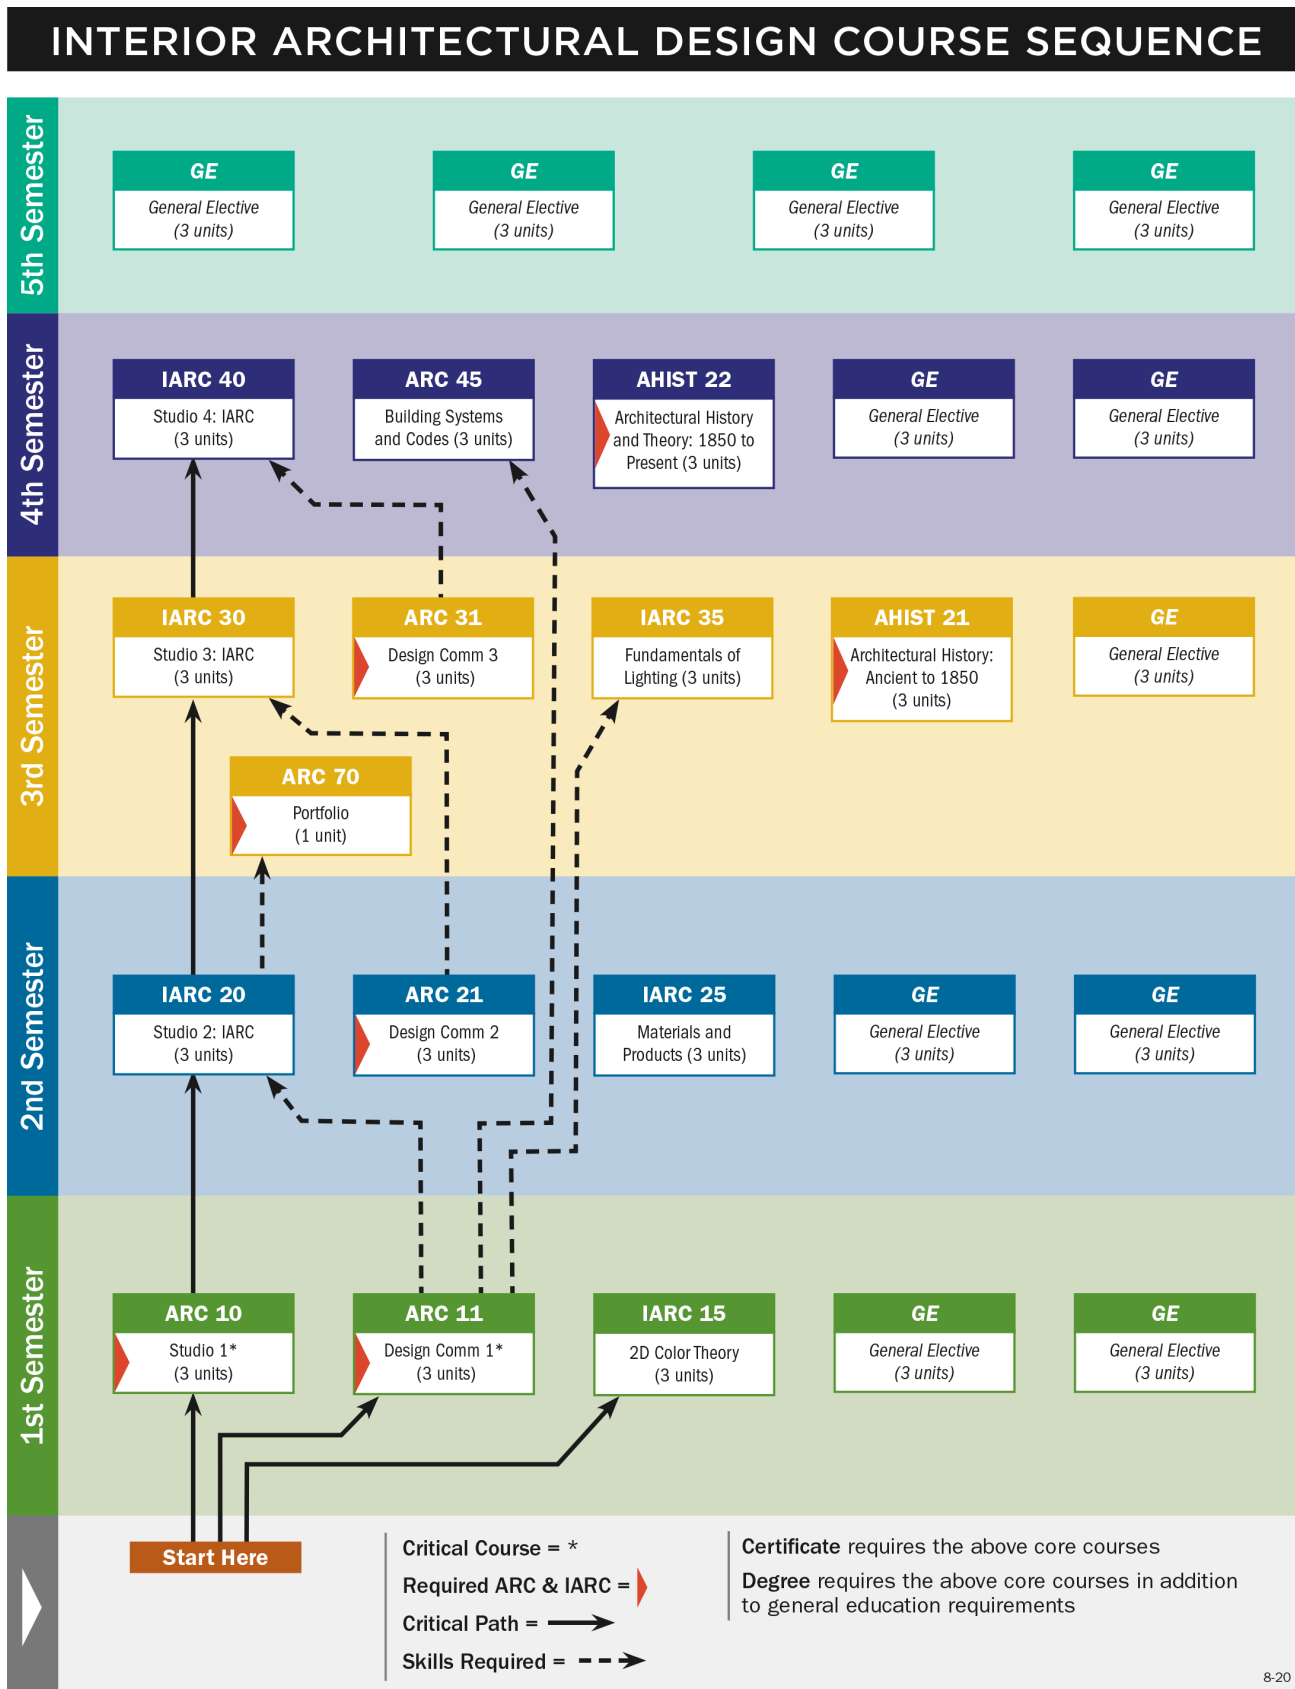 INTERIOR ARCHITECTURAL DESIGN COURSE SEQUENCE
5th Semester
GE
General Elective
(3 units)
GE
General Elective
(3 units)
GE
General Elective
(3 units)
GE
General Elective
(3 units)
4th Semester
IARC 40
Studio 4: IARC
(3 units)
ARC 45
Building Systems
and Codes (3 units)
AHIST 22
Architectural History
and Theory: 1850 to
Present (3 units)
GE
General Elective
(3 units)
GE
General Elective
(3 units)
3rd Semester
IARC 30
Studio 3: IARC
(3 units)
ARC 31
Design Comm 3
(3 units)
IARC 35
Fundamentals of
Lighting (3 units)
AHIST 21
Architectural History:
Ancient to 1850
(3 units)
GE
General Elective
(3 units)
ARC 70
Portfolio
(1 unit)
2nd Semester
IARC 20
Studio 2: IARC
(3 units)
ARC 21
Design Comm 2
(3 units)
IARC 25
Materials and
Products (3 units)
GE
General Elective
(3 units)
GE
General Elective
(3 units)
1st Semester
ARC 10
Studio 1*
(3 units)
ARC 11
Design Comm 1*
(3 units)
IARC 15
2D Color Theory
(3 units)
GE
General Elective
(3 units)
GE
General Elective
(3 units)
Start Here
Critical Course = *
Required ARC & IARC =
Critical Path =
Skills Required =
Certificate requires the above core courses
Degree requires the above core courses in addition
to general education requirements
8-20